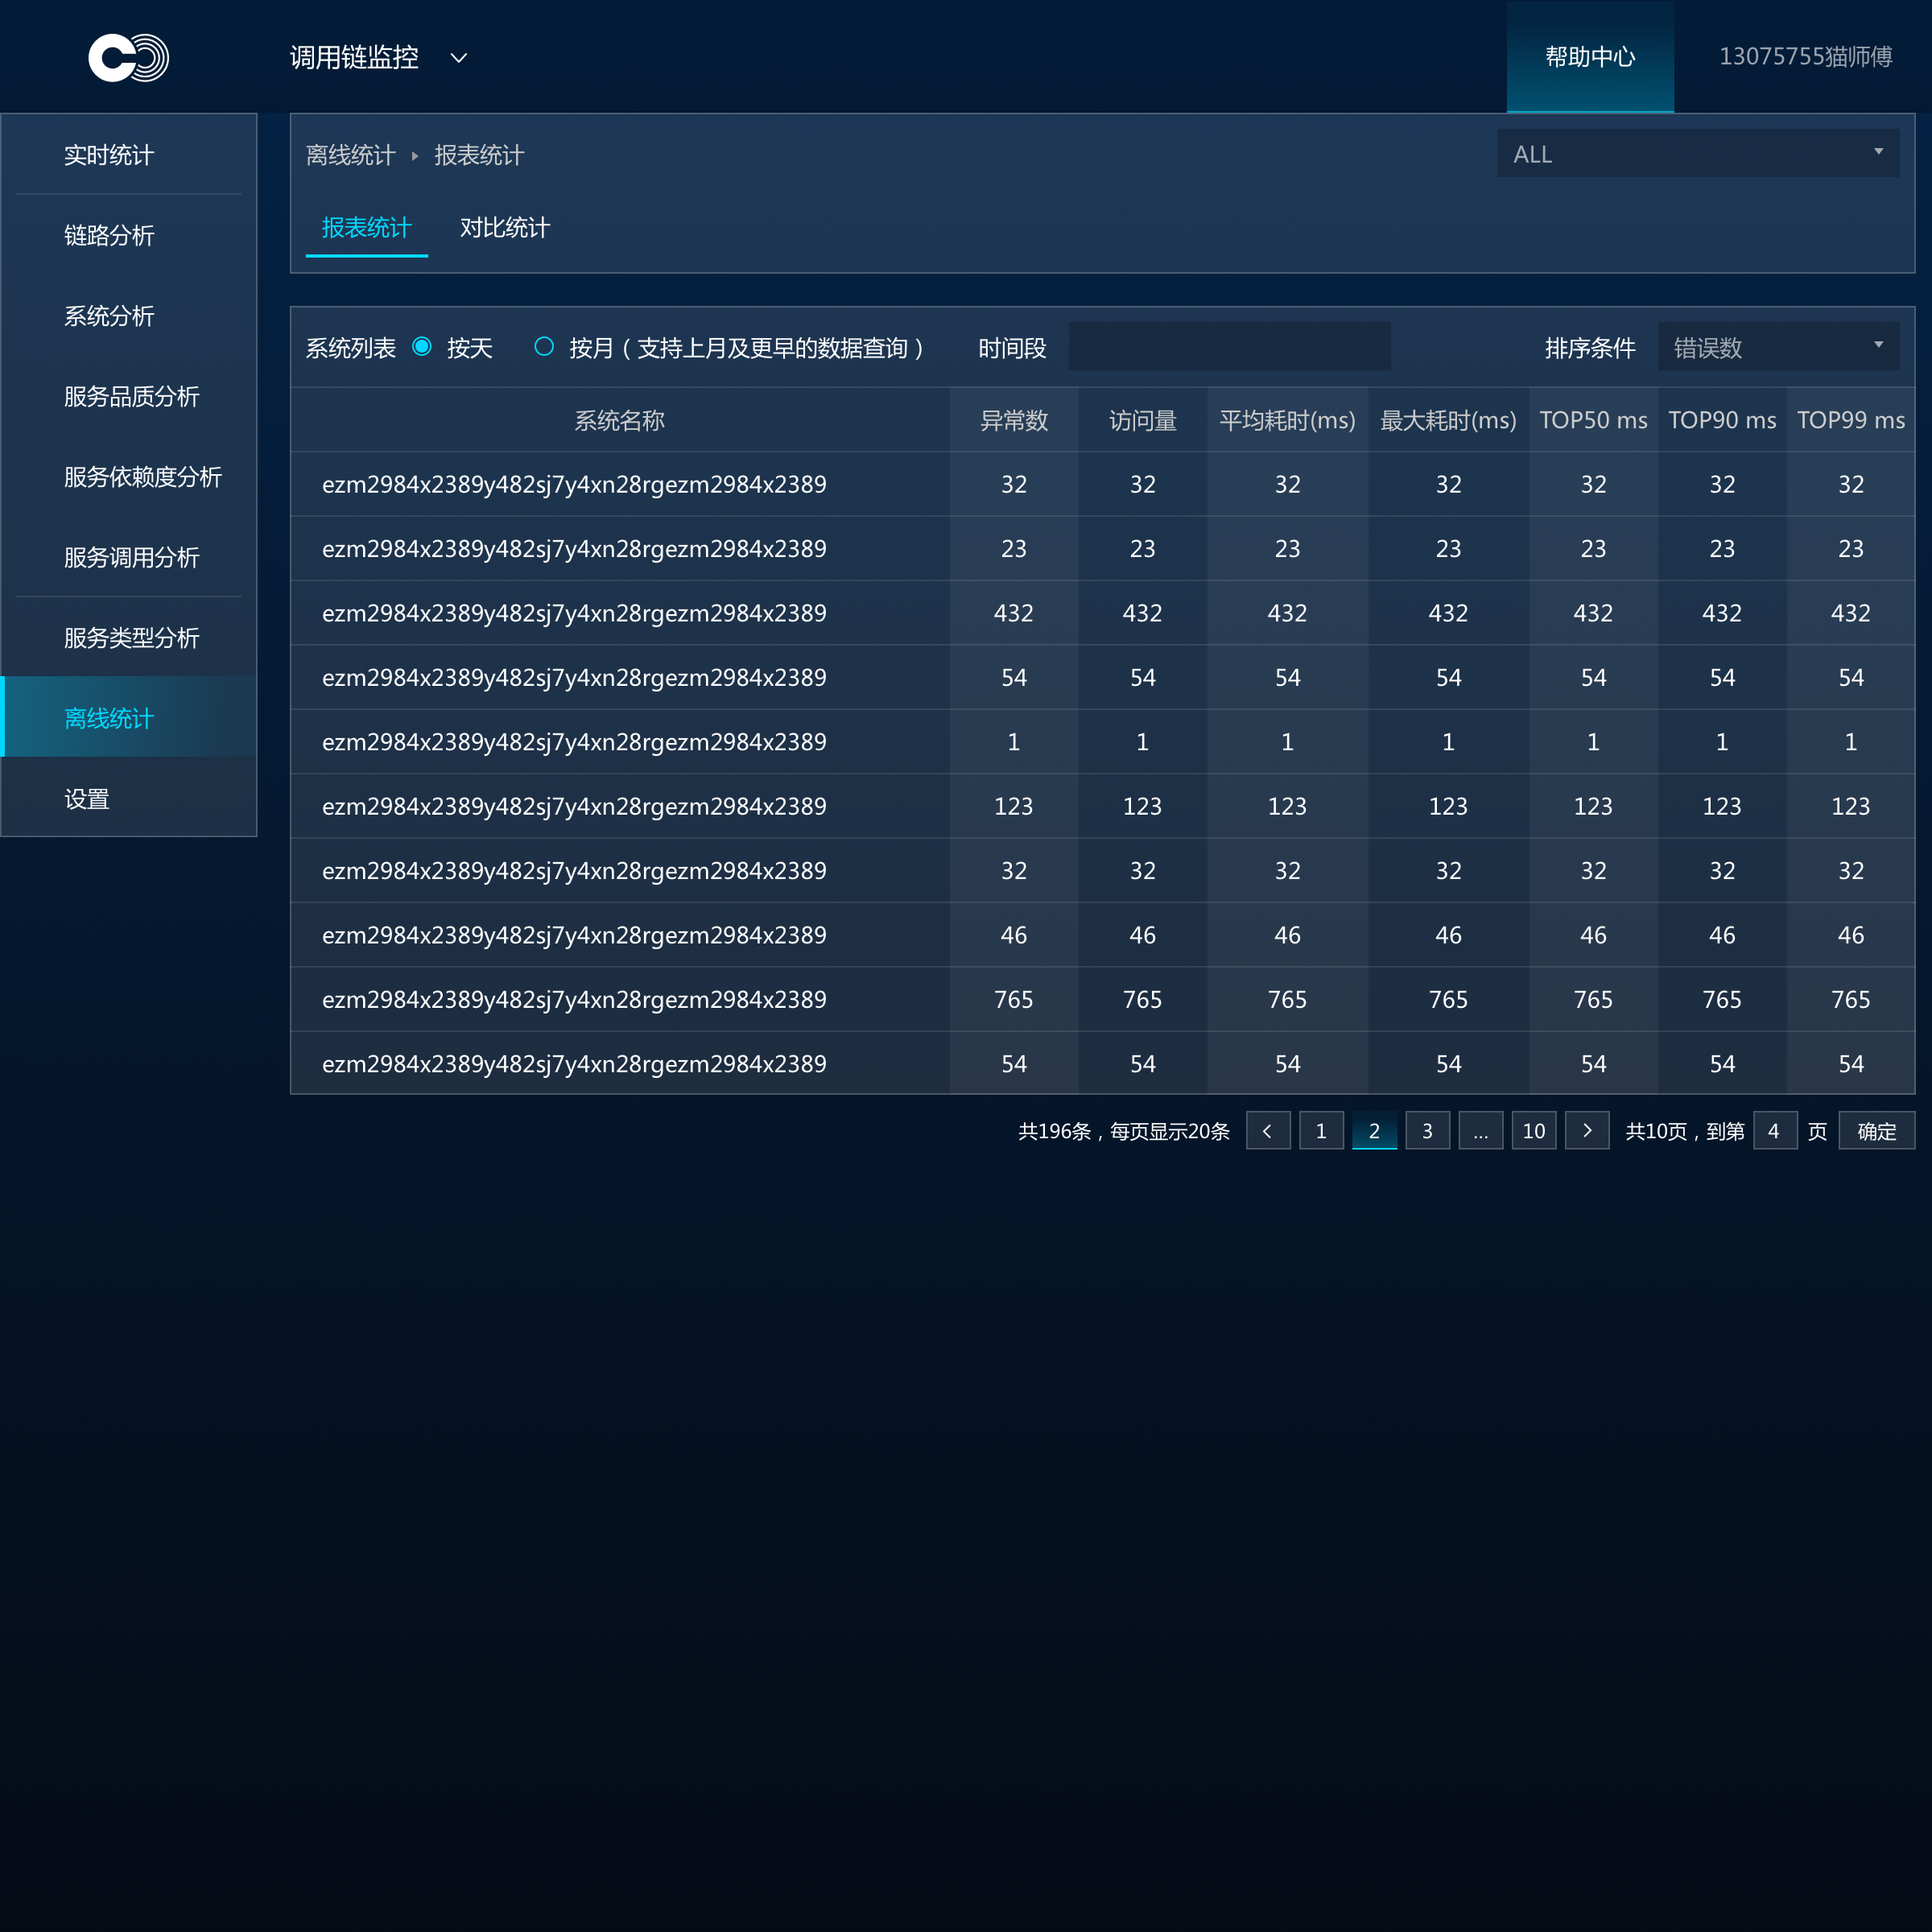 调用链监控
帮助中心
13075755猫师傅
实时统计
链路分析
系统分析
服务品质分析
服务依赖度分析
服务调用分析
服务类型分析
离线统计
设置
离线统计 报表统计
ALL
报表统计 对比统计
系统列表 按天 按月（支持上月及更早的数据查询） 时间段 排序条件 错误数
系统名称 异常数 访问量 平均耗时(ms) 最大耗时(ms) TOP50 ms TOP90 ms TOP99 ms
ezm2984x2389y482sj7y4xn28rgezm2984x2389 32 32 32 32 32 32 32
ezm2984x2389y482sj7y4xn28rgezm2984x2389 23 23 23 23 23 23 23
ezm2984x2389y482sj7y4xn28rgezm2984x2389 432 432 432 432 432 432 432
ezm2984x2389y482sj7y4xn28rgezm2984x2389 54 54 54 54 54 54 54
ezm2984x2389y482sj7y4xn28rgezm2984x2389 1 1 1 1 1 1 1
ezm2984x2389y482sj7y4xn28rgezm2984x2389 123 123 123 123 123 123 123
ezm2984x2389y482sj7y4xn28rgezm2984x2389 32 32 32 32 32 32 32
ezm2984x2389y482sj7y4xn28rgezm2984x2389 46 46 46 46 46 46 46
ezm2984x2389y482sj7y4xn28rgezm2984x2389 765 765 765 765 765 765 765
ezm2984x2389y482sj7y4xn28rgezm2984x2389 54 54 54 54 54 54 54
共196条，每页显示20条 < 1 2 3 ... 10 > 共10页，到第 4 页 确定